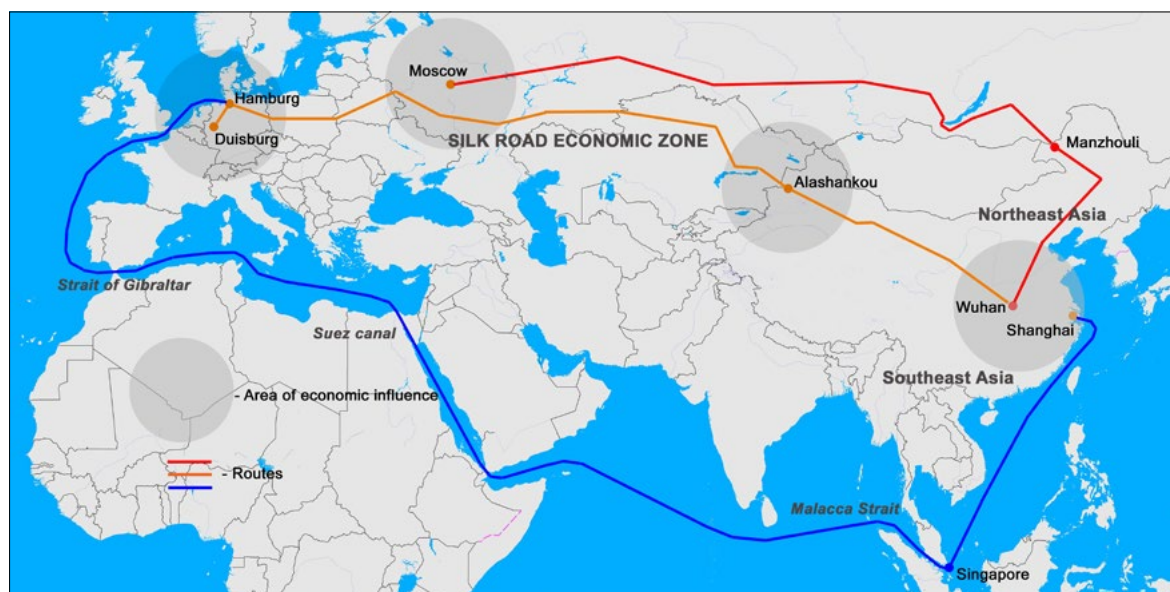 Moscow
Hamburg
Duisburg
SILK ROAD ECONOMIC ZONE
Manzhouli
Alashankou
Northeast Asia
Strait of Gibraltar
Wuhan
Suez canal
Shanghai
Southeast Asia
- Area of economic influence
- Routes
Malacca Strait
Singapore